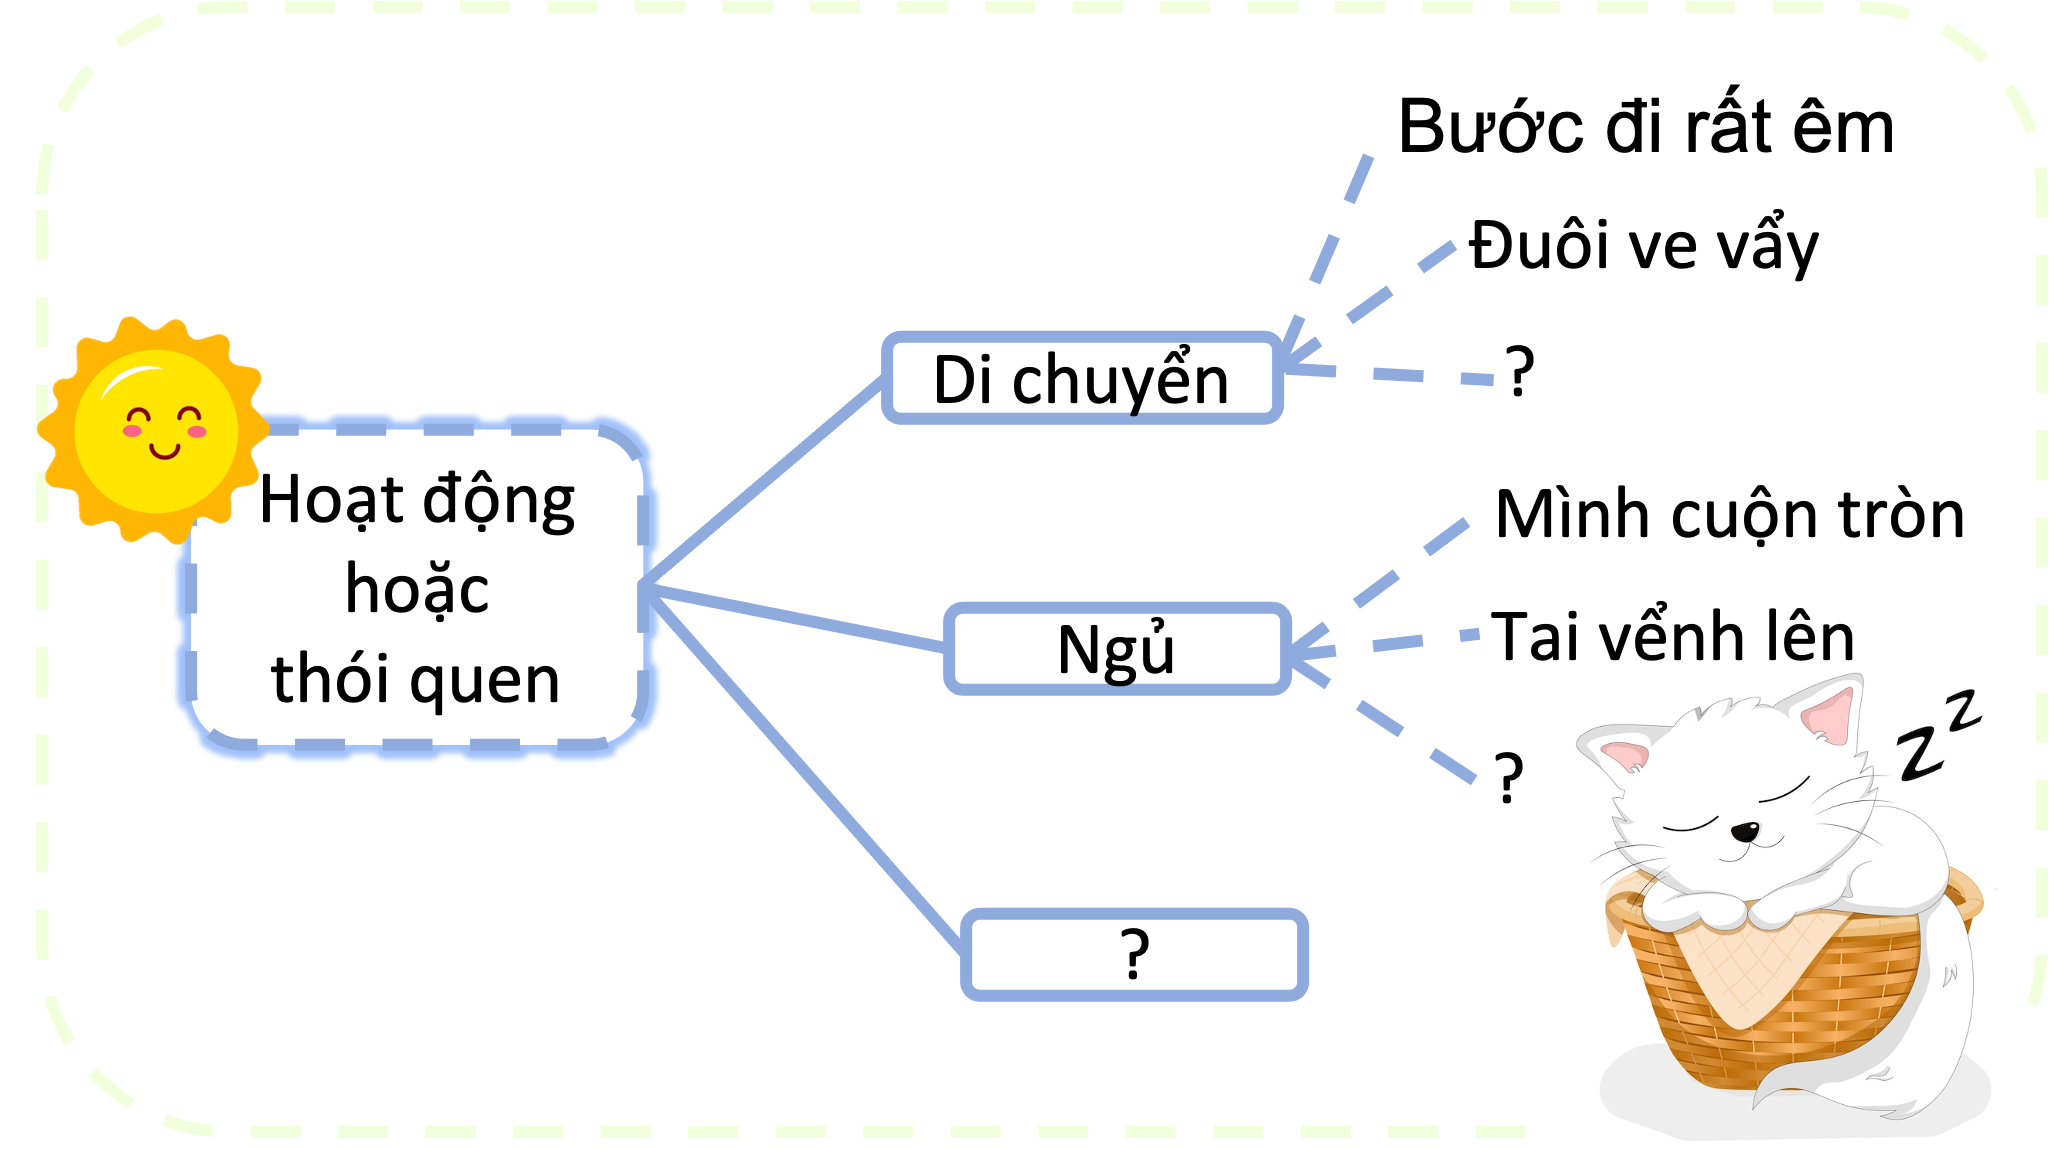 Bước đi rất êm
Đuôi ve vẩy
?
Di chuyển
Hoạt động
hoặc
thói quen
Mình cuộn tròn
Tai vểnh lên
?
Ngủ
?
z z